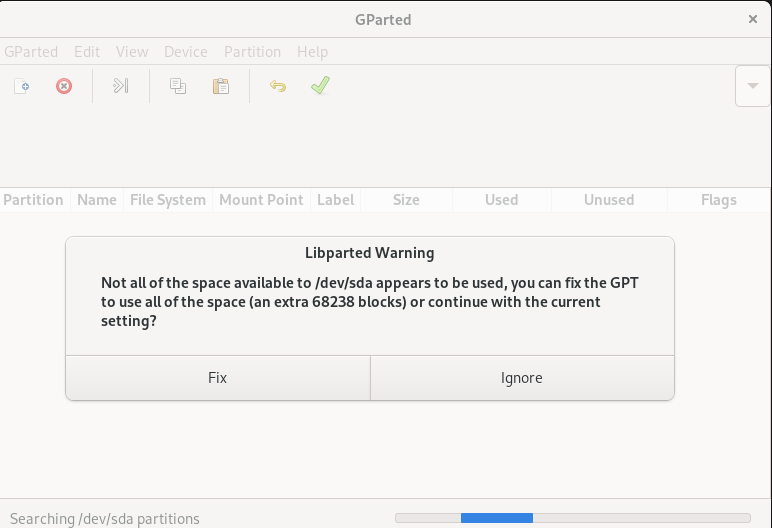 GParted
GParted Edit View Device Partition Help
Partition Name File System Mount Point Label Size Used Unused Flags
Libparted Warning
Not all of the space available to /dev/sda appears to be used, you can fix the GPT
to use all of the space (an extra 68238 blocks) or continue with the current
setting?
Fix Ignore
Searching /dev/sda partitions